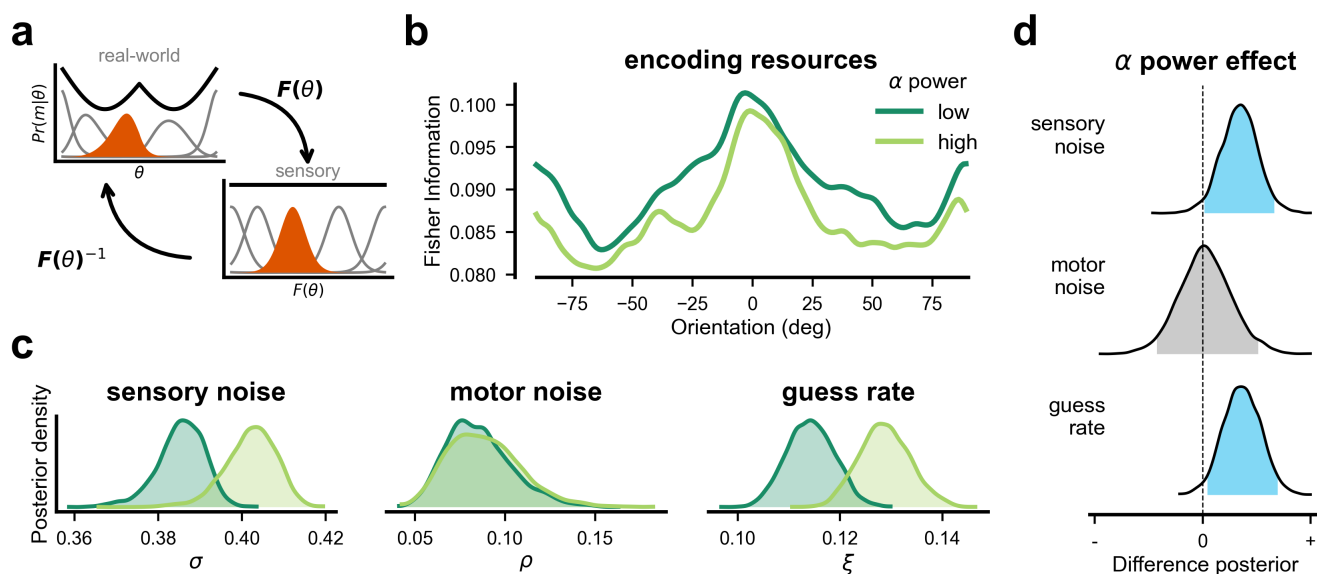 a
real-world
Pr(m|θ)
θ
F(θ)
sensory
F(θ)
F(θ)⁻¹
b
encoding resources
α power
low
high
Fisher Information
0.100
0.095
0.090
0.085
0.080
−75 −50 −25 0 25 50 75
Orientation (deg)
c
Posterior density
sensory noise
0.36 0.38 0.40 0.42
σ
motor noise
0.05 0.10 0.15
ρ
guess rate
0.10 0.12 0.14
ξ
d
α power effect
sensory
noise
motor
noise
guess
rate
- 0 +
Difference posterior